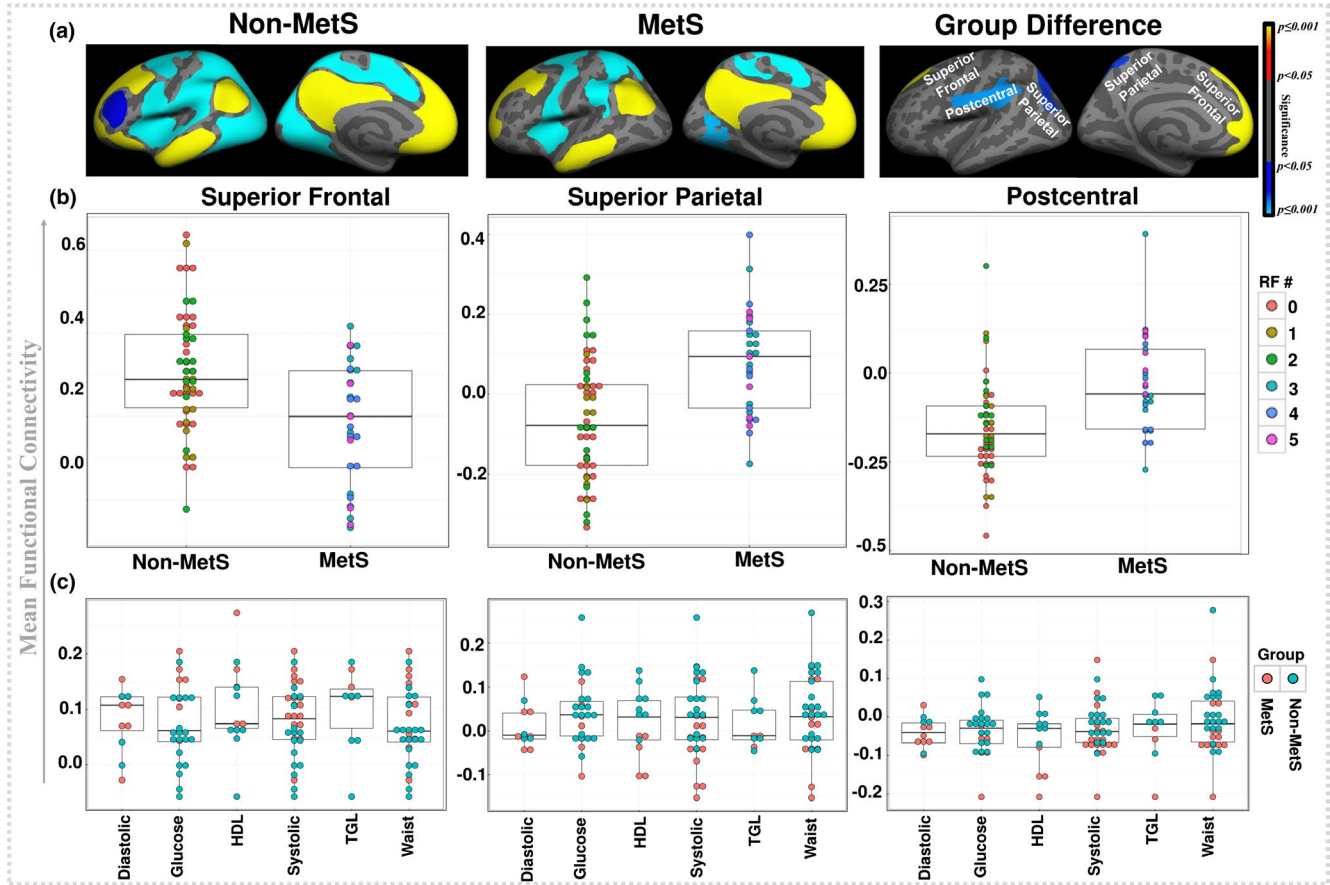 (a)
Non-MetS
MetS
Group Difference
Superior
Frontal
Postcentral
Superior
Parietal
Superior
Parietal
Superior
Frontal
p≤0.001
p<0.05
Significance
p<0.05
p≤0.001
(b)
Mean Functional Connectivity
Superior Frontal
0.6
0.4
0.2
0.0
Non-MetS
MetS
Superior Parietal
0.4
0.2
0.0
-0.2
Non-MetS
MetS
Postcentral
0.25
0.0
-0.25
-0.5
Non-MetS
MetS
RF #
0
1
2
3
4
5
(c)
0.2
0.1
0.0
Diastolic
Glucose
HDL
Systolic
TGL
Waist
0.2
0.1
0.0
-0.1
Diastolic
Glucose
HDL
Systolic
TGL
Waist
0.3
0.1
-0.0
-0.1
-0.2
Diastolic
Glucose
HDL
Systolic
TGL
Waist
Group
MetS
Non-MetS